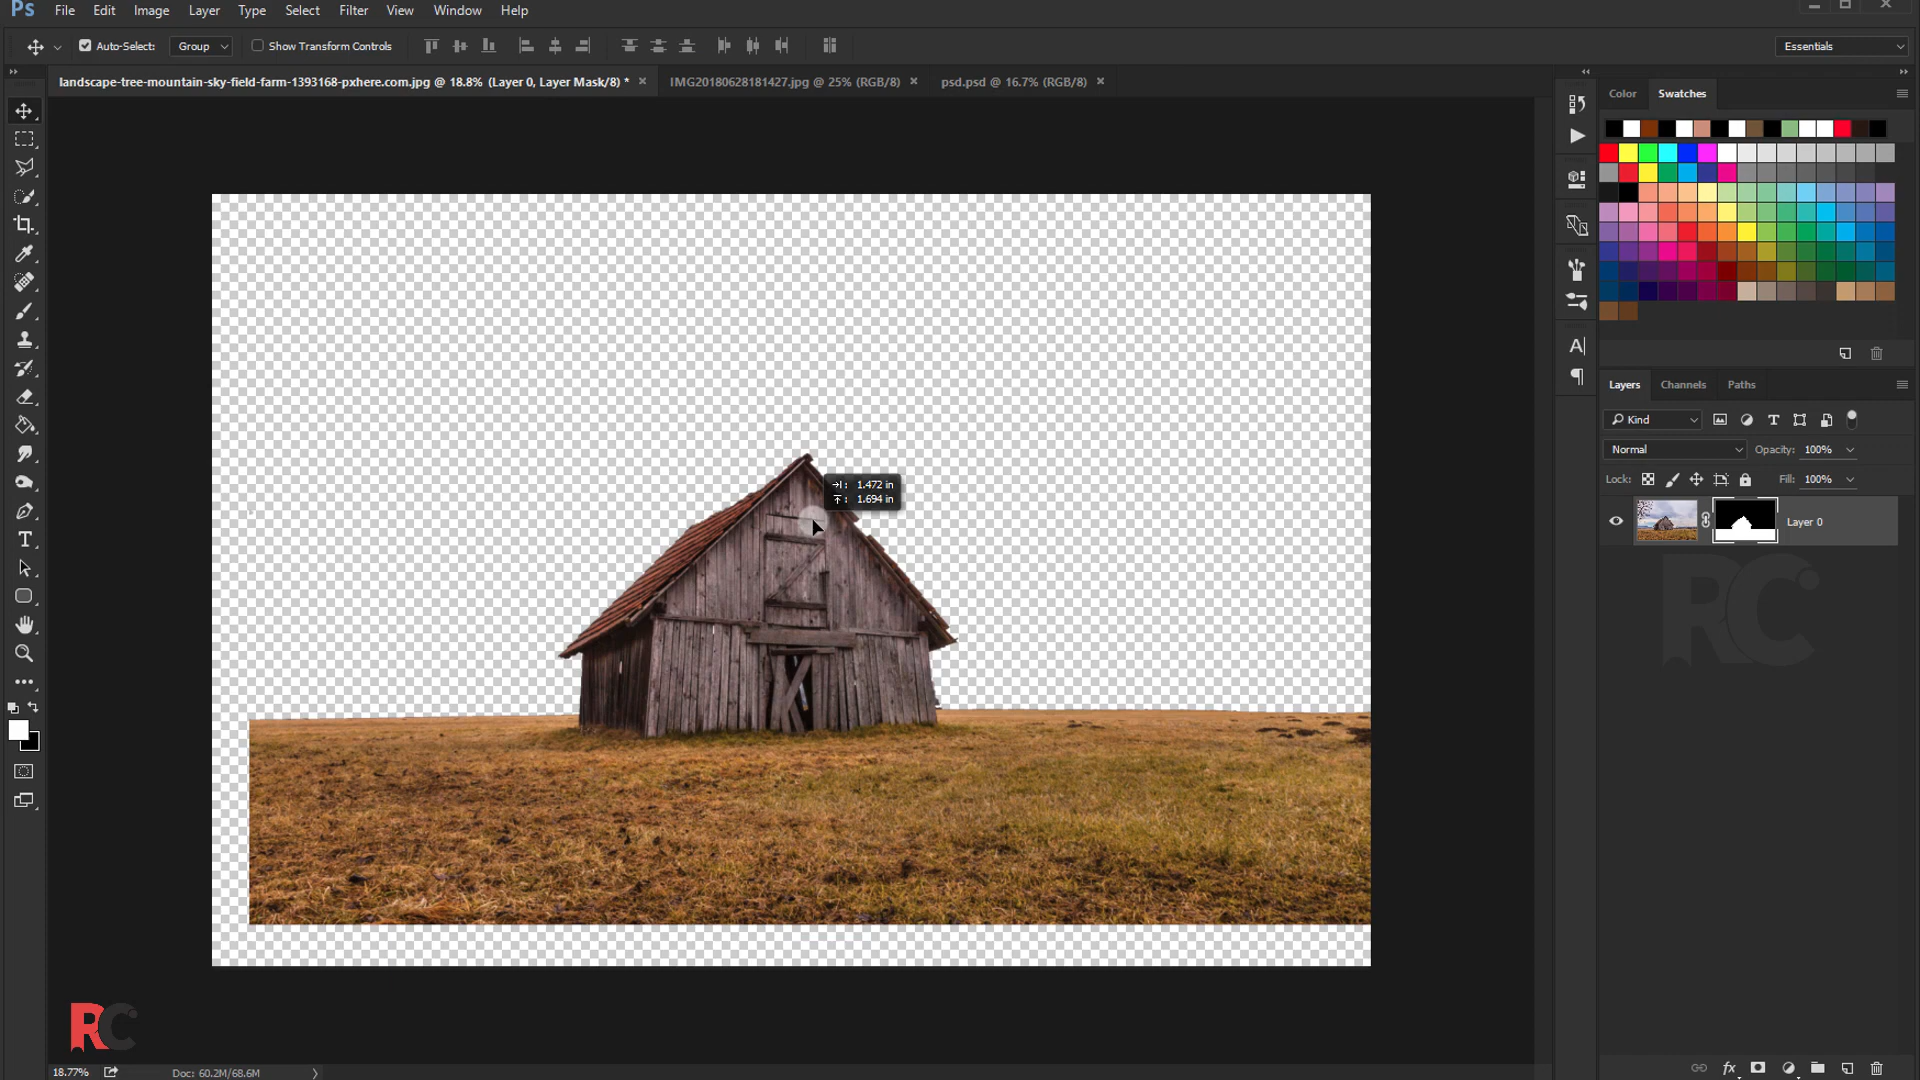 Ps File Edit Image Layer Type Select Filter View Window Help
Auto-Select: Group Show Transform Controls Essentials
landscape-tree-mountain-sky-field-farm-1393168-pxhere.com.jpg @ 18.8% (Layer 0, Layer Mask/8) * IMG20180628181427.jpg @ 25% (RGB/8) psd.psd @ 16.7% (RGB/8)
Color Swatches
Layers Channels Paths
Kind
Normal Opacity: 100%
Lock: Fill: 100%
1.472 in
1.694 in
Layer 0
RC
RC
18.77% Doc: 60.2M/68.6M